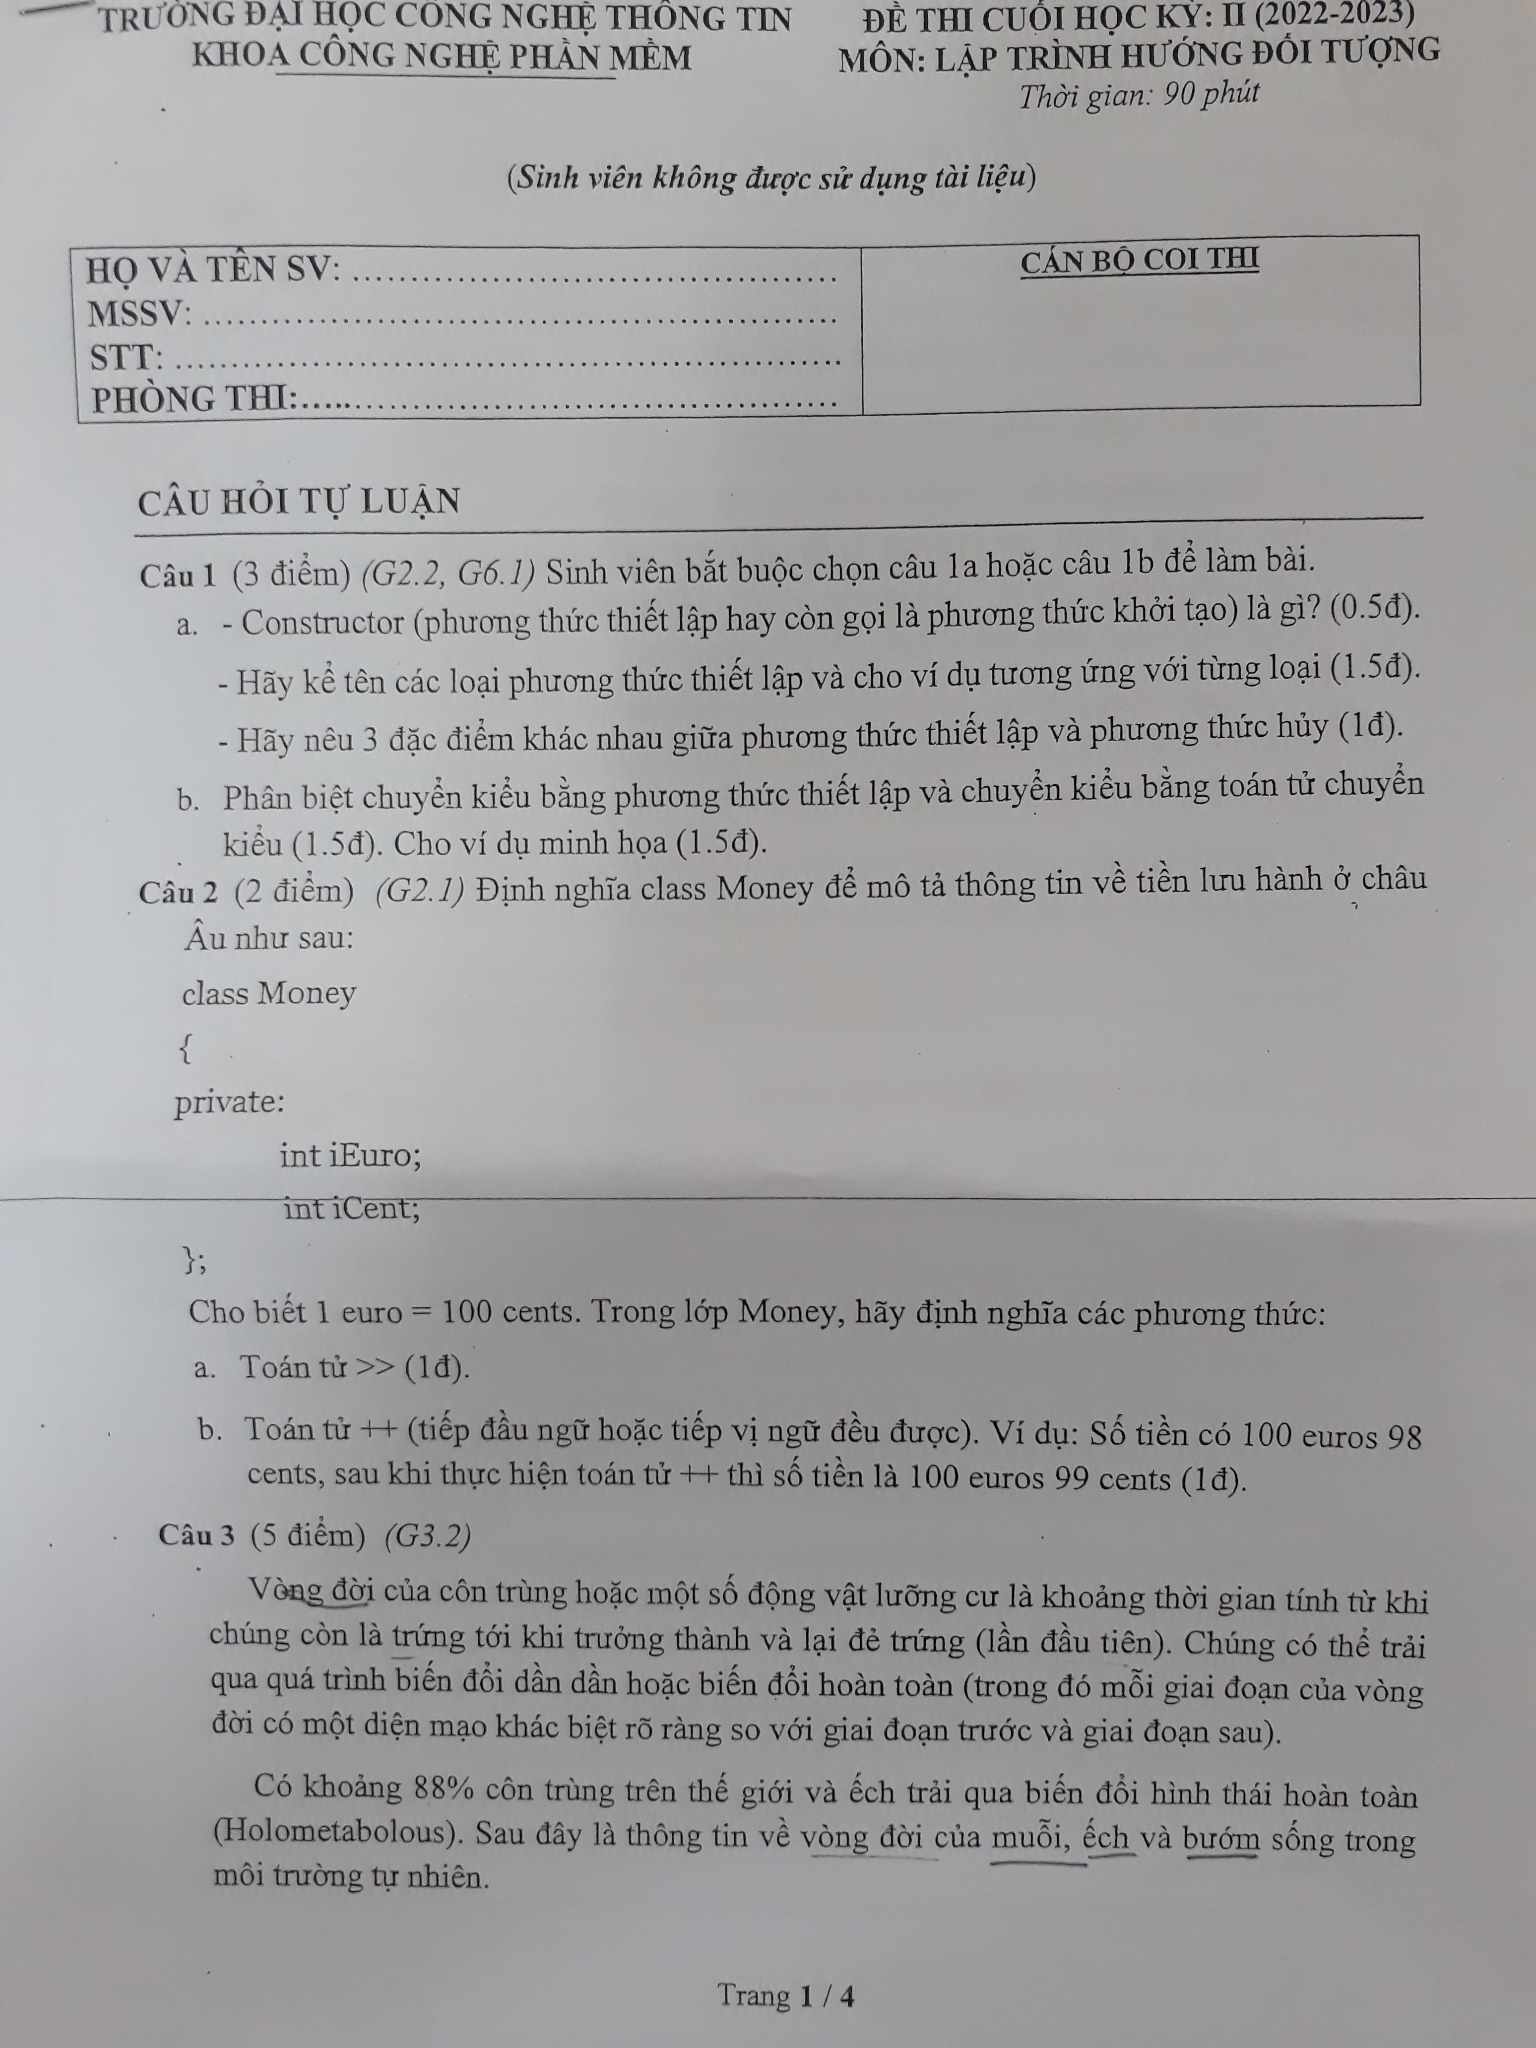 TRƯỜNG ĐẠI HỌC CÔNG NGHỆ THÔNG TIN
KHOA CÔNG NGHỆ PHẦN MỀM
ĐỀ THI CUỐI HỌC KỲ: II (2022-2023)
MÔN: LẬP TRÌNH HƯỚNG ĐỐI TƯỢNG
Thời gian: 90 phút
(Sinh viên không được sử dụng tài liệu)
HỌ VÀ TÊN SV: ..........................................
MSSV: ......................................................
STT: .........................................................
PHÒNG THI:..............................................
CÁN BỘ COI THI
CÂU HỎI TỰ LUẬN
Câu 1 (3 điểm) (G2.2, G6.1) Sinh viên bắt buộc chọn câu 1a hoặc câu 1b để làm bài.
a. - Constructor (phương thức thiết lập hay còn gọi là phương thức khởi tạo) là gì? (0.5đ).
- Hãy kể tên các loại phương thức thiết lập và cho ví dụ tương ứng với từng loại (1.5đ).
- Hãy nêu 3 đặc điểm khác nhau giữa phương thức thiết lập và phương thức hủy (1đ).
b. Phân biệt chuyển kiểu bằng phương thức thiết lập và chuyển kiểu bằng toán tử chuyển
kiểu (1.5đ). Cho ví dụ minh họa (1.5đ).
Câu 2 (2 điểm) (G2.1) Định nghĩa class Money để mô tả thông tin về tiền lưu hành ở châu
Âu như sau:
class Money
{
private:
int iEuro;
int iCent;
};
Cho biết 1 euro = 100 cents. Trong lớp Money, hãy định nghĩa các phương thức:
a. Toán tử >> (1đ).
b. Toán tử ++ (tiếp đầu ngữ hoặc tiếp vị ngữ đều được). Ví dụ: Số tiền có 100 euros 98
cents, sau khi thực hiện toán tử ++ thì số tiền là 100 euros 99 cents (1đ).
Câu 3 (5 điểm) (G3.2)
Vòng đời của côn trùng hoặc một số động vật lưỡng cư là khoảng thời gian tính từ khi
chúng còn là trứng tới khi trưởng thành và lại đẻ trứng (lần đầu tiên). Chúng có thể trải
qua quá trình biến đổi dần dần hoặc biến đổi hoàn toàn (trong đó mỗi giai đoạn của vòng
đời có một diện mạo khác biệt rõ ràng so với giai đoạn trước và giai đoạn sau).
Có khoảng 88% côn trùng trên thế giới và ếch trải qua biến đổi hình thái hoàn toàn
(Holometabolous). Sau đây là thông tin về vòng đời của muỗi, ếch và bướm sống trong
môi trường tự nhiên.
Trang 1 / 4